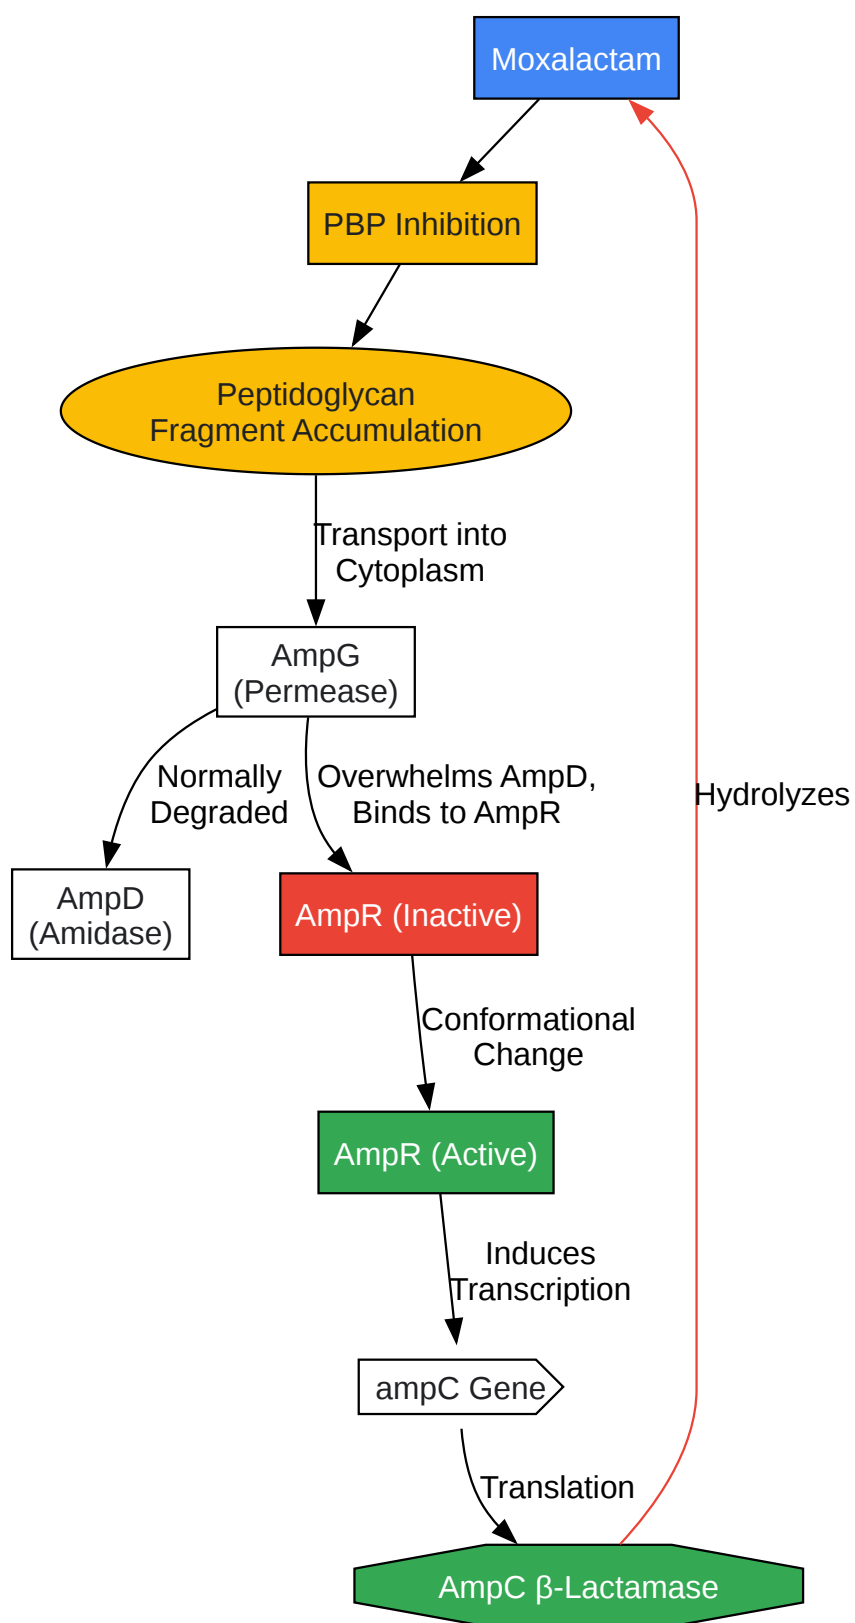 Moxalactam
PBP Inhibition
Peptidoglycan
Fragment Accumulation
Transport into
Cytoplasm
AmpG
(Permease)
Normally
Degraded
Overwhelms AmpD,
Binds to AmpR
Hydrolyzes
AmpD
(Amidase)
AmpR (Inactive)
Conformational
Change
AmpR (Active)
Induces
Transcription
ampC Gene
Translation
AmpC β-Lactamase